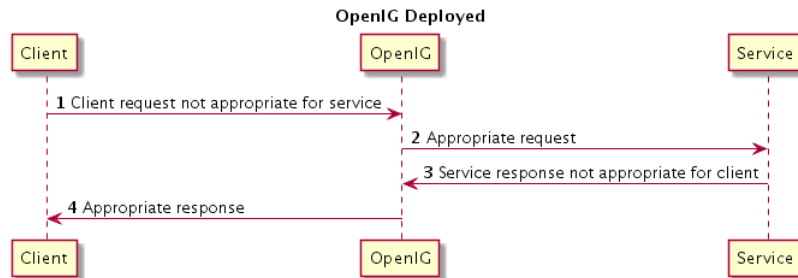 OpenIG Deployed
Client OpenIG Service
1 Client request not appropriate for service
2 Appropriate request
3 Service response not appropriate for client
4 Appropriate response
Client OpenIG Service